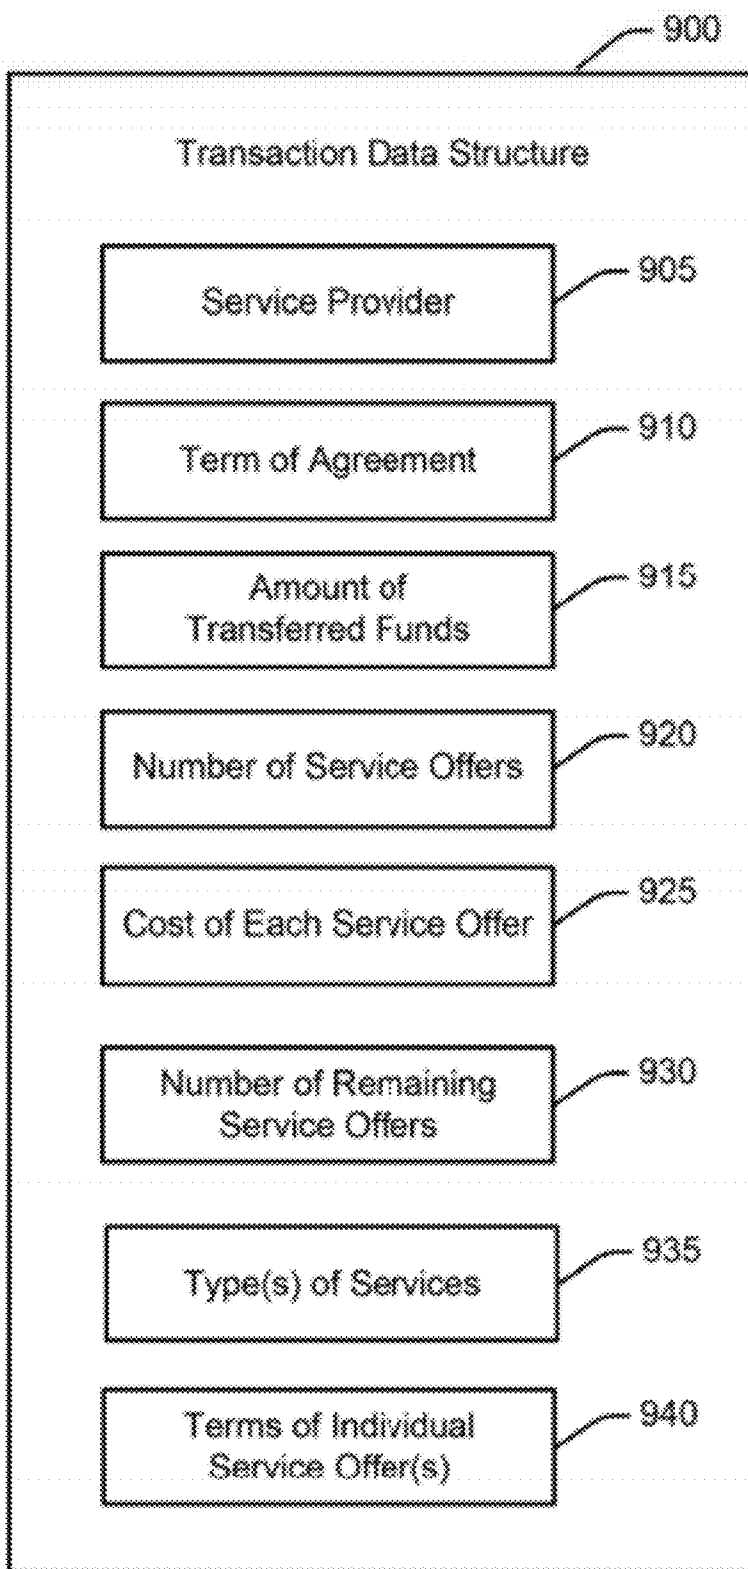 900
Transaction Data Structure
Service Provider
905
Term of Agreement
910
Amount of
Transferred Funds
915
Number of Service Offers
920
Cost of Each Service Offer
925
Number of Remaining
Service Offers
930
Type(s) of Services
935
Terms of Individual
Service Offer(s)
940